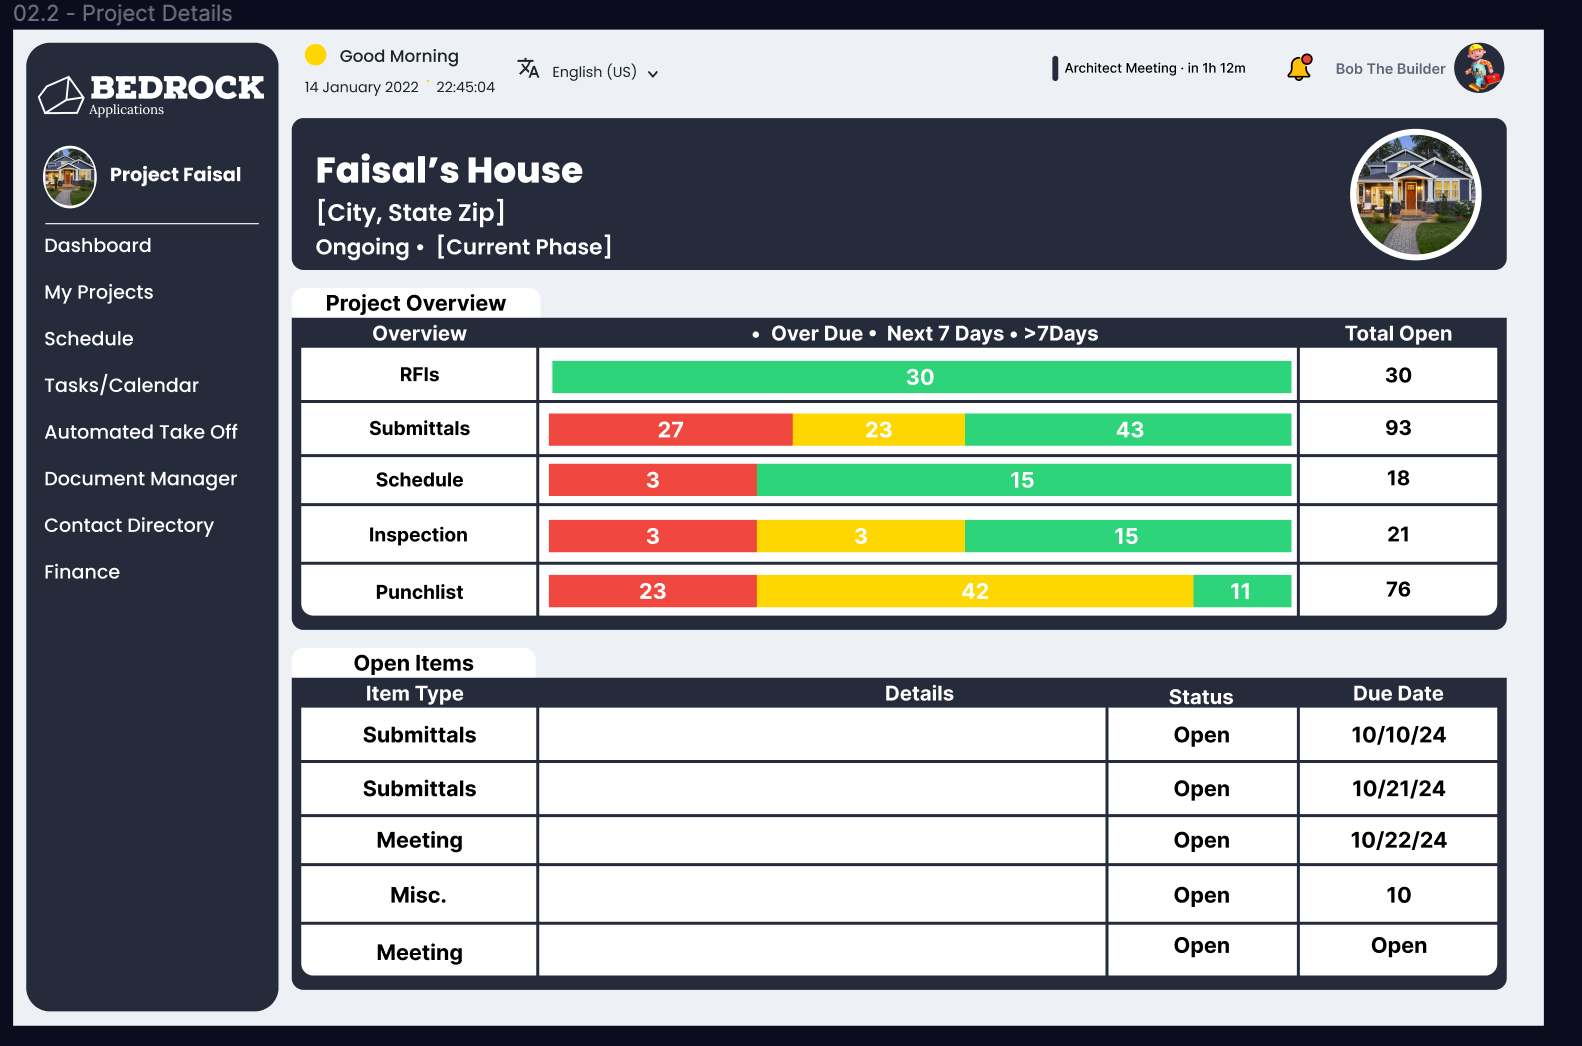 02.2 - Project Details
BEDROCK
Applications
Project Faisal
Dashboard
My Projects
Schedule
Tasks/Calendar
Automated Take Off
Document Manager
Contact Directory
Finance
Good Morning
14 January 2022 22:45:04
English (US)
Architect Meeting · in 1h 12m
Bob The Builder
Faisal’s House
[City, State Zip]
Ongoing • [Current Phase]
Project Overview
Overview • Over Due • Next 7 Days • >7Days Total Open
RFIs 30 30
Submittals 27 23 43 93
Schedule 3 15 18
Inspection 3 3 15 21
Punchlist 23 42 11 76
Open Items
Item Type Details Status Due Date
Submittals Open 10/10/24
Submittals Open 10/21/24
Meeting Open 10/22/24
Misc. Open 10
Meeting Open Open